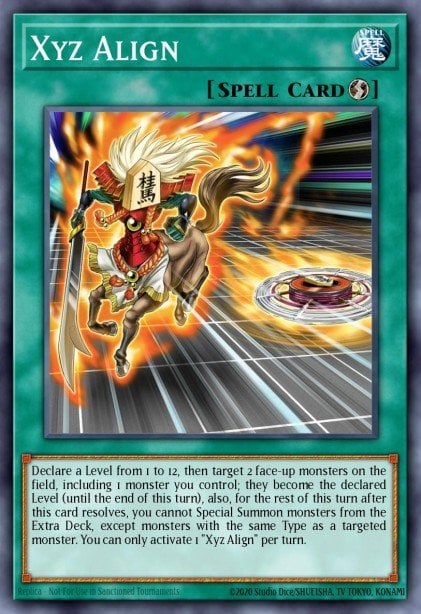 Xyz Align
SPELL
魔
[Spell Card]
桂
馬
Declare a Level from 1 to 12, then target 2 face-up monsters on the
field, including 1 monster you control; they become the declared
Level (until the end of this turn), also, for the rest of this turn after
this card resolves, you cannot Special Summon monsters from the
Extra Deck, except monsters with the same Type as a targeted
monster. You can only activate 1 "Xyz Align" per turn.
Replica - Not For Use in Sanctioned Tournaments
©2020 Studio Dice/SHUEISHA, TV TOKYO, KONAMI